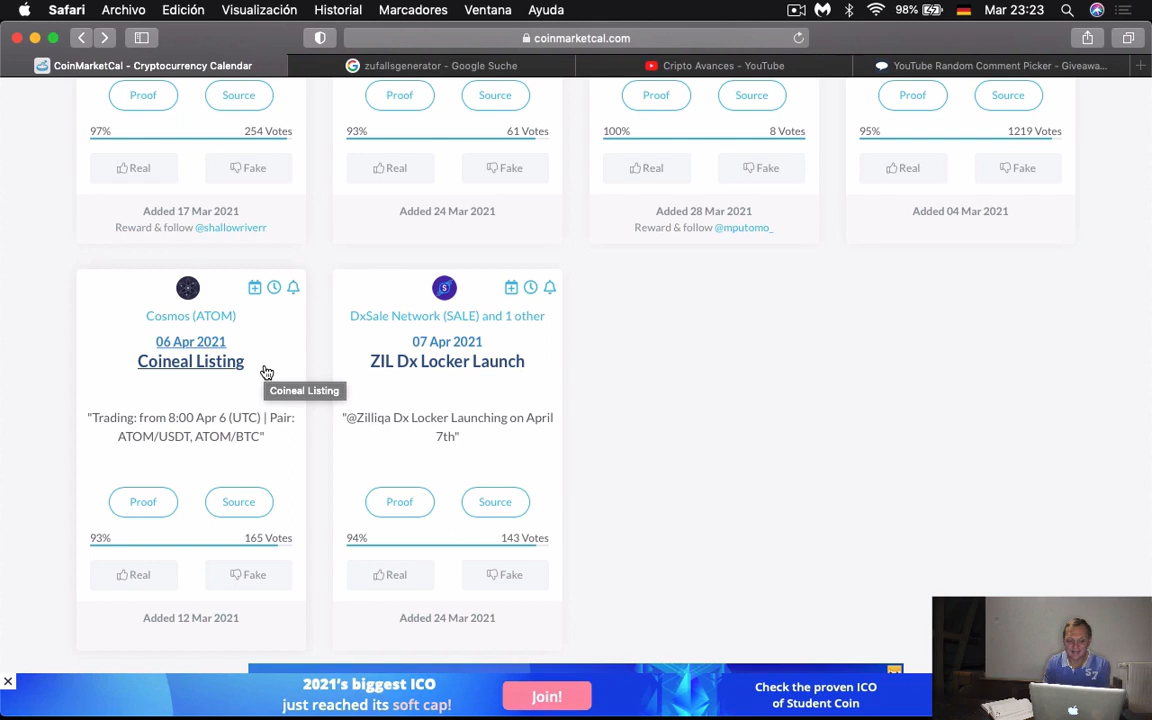 Safari Archivo Edición Visualización Historial Marcadores Ventana Ayuda 98% Mar 23:23
coinmarketcal.com
CoinMarketCal - Cryptocurrency Calendar zufallsgenerator - Google Suche Cripto Avances - YouTube YouTube Random Comment Picker - Giveawa...
Proof Source Proof Source Proof Source Proof Source
97% 254 Votes 93% 61 Votes 100% 8 Votes 95% 1219 Votes
Real Fake Real Fake Real Fake Real Fake
Added 17 Mar 2021 Added 24 Mar 2021 Added 28 Mar 2021 Added 04 Mar 2021
Reward & follow @shallowriverr Reward & follow @mputomo_
Cosmos (ATOM) DxSale Network (SALE) and 1 other
06 Apr 2021 07 Apr 2021
Coineal Listing ZIL Dx Locker Launch
Coineal Listing
"Trading: from 8:00 Apr 6 (UTC) | Pair: "@Zilliqa Dx Locker Launching on April
ATOM/USDT, ATOM/BTC" 7th"
Proof Source Proof Source
93% 165 Votes 94% 143 Votes
Real Fake Real Fake
Added 12 Mar 2021 Added 24 Mar 2021
2021's biggest ICO Check the proven ICO
just reached its soft cap! Join! of Student Coin